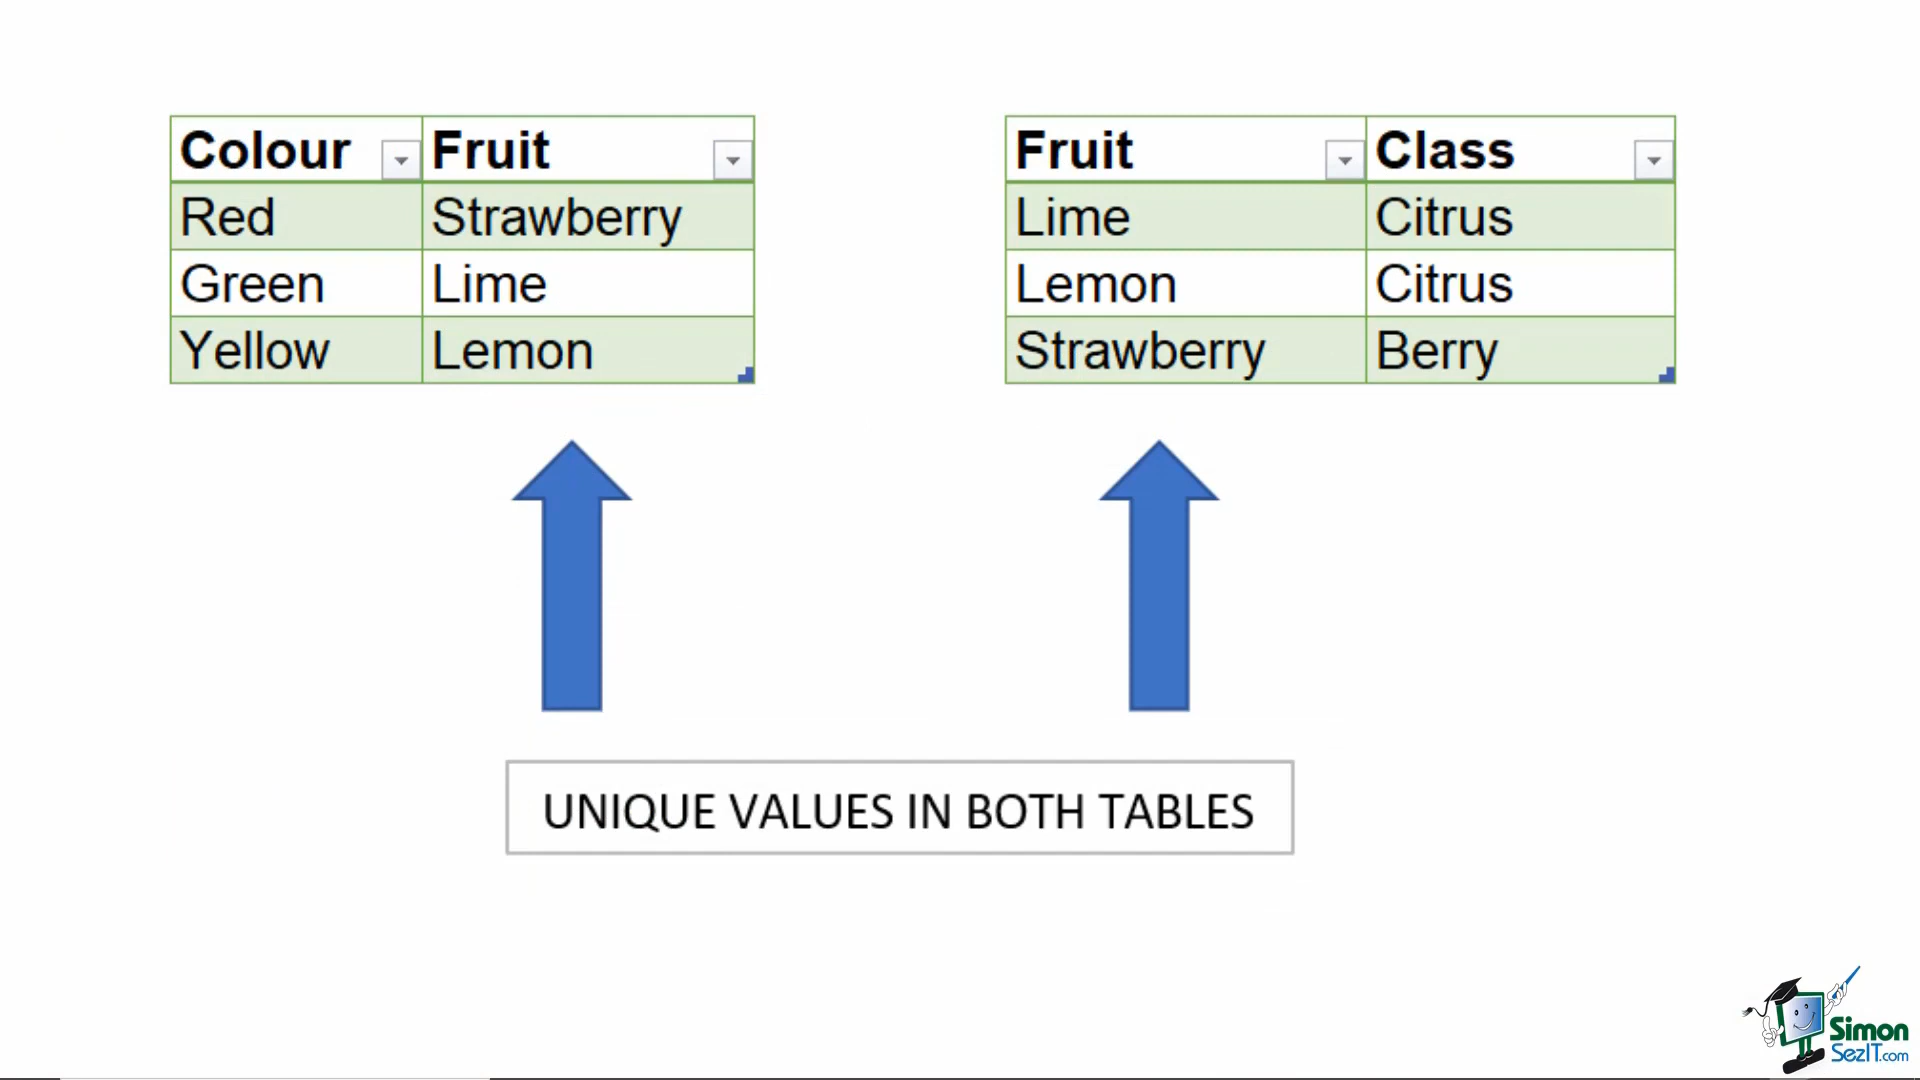 Colour Fruit
Red Strawberry
Green Lime
Yellow Lemon
Fruit Class
Lime Citrus
Lemon Citrus
Strawberry Berry
UNIQUE VALUES IN BOTH TABLES
Simon
SezIT.com